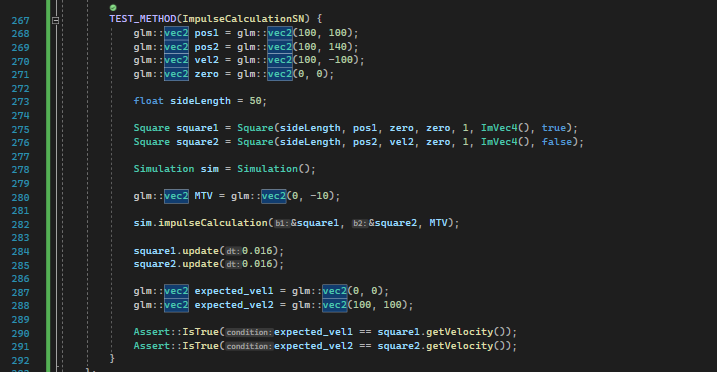 267 TEST_METHOD(ImpulseCalculationSN) {
268 glm::vec2 pos1 = glm::vec2(100, 100);
269 glm::vec2 pos2 = glm::vec2(100, 140);
270 glm::vec2 vel2 = glm::vec2(100, -100);
271 glm::vec2 zero = glm::vec2(0, 0);
272
273 float sideLength = 50;
274
275 Square square1 = Square(sideLength, pos1, zero, zero, 1, ImVec4(), true);
276 Square square2 = Square(sideLength, pos2, vel2, zero, 1, ImVec4(), false);
277
278 Simulation sim = Simulation();
279
280 glm::vec2 MTV = glm::vec2(0, -10);
281
282 sim.impulseCalculation(b1:&square1, b2:&square2, MTV);
283
284 square1.update(dt:0.016);
285 square2.update(dt:0.016);
286
287 glm::vec2 expected_vel1 = glm::vec2(0, 0);
288 glm::vec2 expected_vel2 = glm::vec2(100, 100);
289
290 Assert::IsTrue(condition:expected_vel1 == square1.getVelocity());
291 Assert::IsTrue(condition:expected_vel2 == square2.getVelocity());
292 }